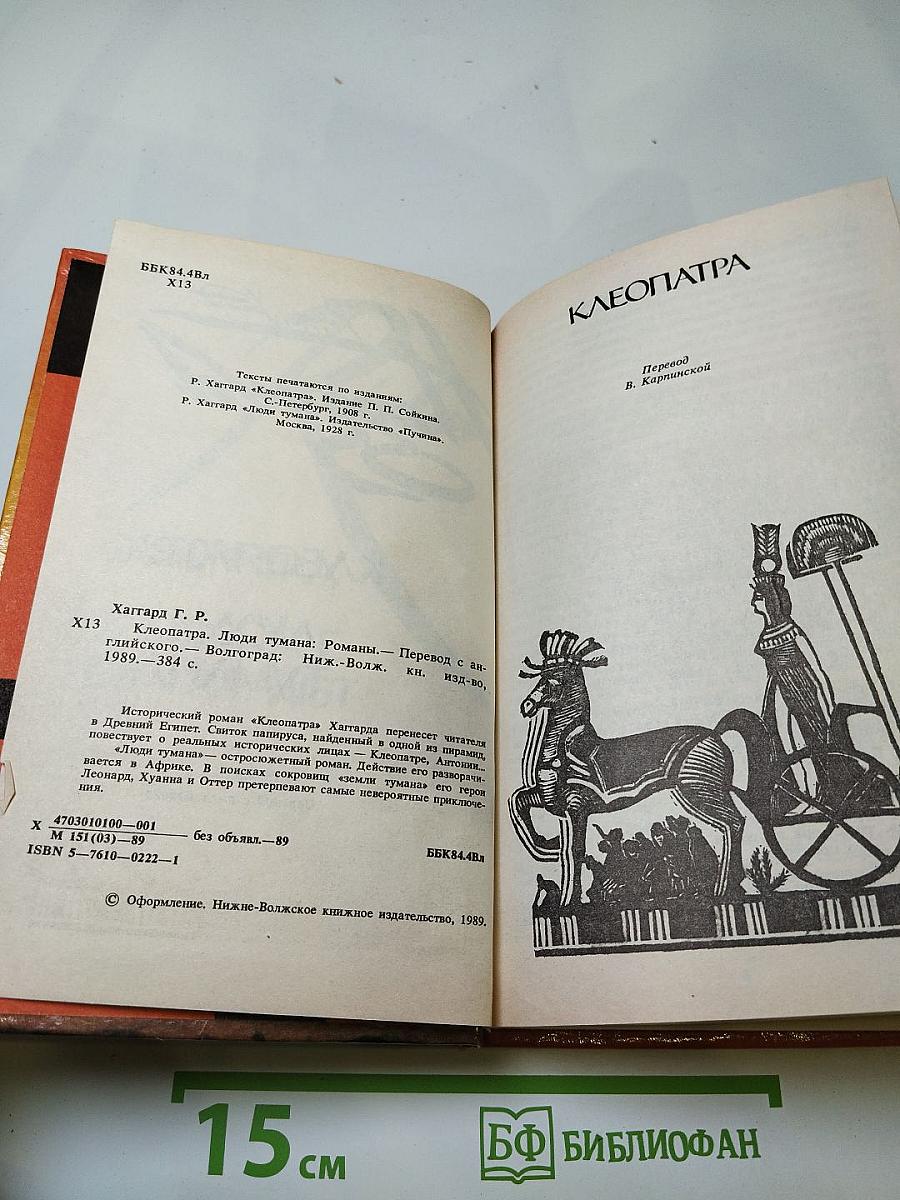 ББК84.4Вл
Х13
Тексты печатаются по изданиям:
Р. Хаггард «Клеопатра». Издание П. П. Сойкина.
С.-Петербург, 1908 г.
Р. Хаггард «Люди тумана». Издательство «Пучина».
Москва, 1928 г.
Хаггард Г. Р.
Х13 Клеопатра. Люди тумана: Романы.— Перевод с ан-
глийского.— Волгоград: Ниж.-Волж. кн. изд-во,
1989.—384 с.
Исторический роман «Клеопатра» Хаггарда перенесет читателя
в Древний Египет. Свиток папируса, найденный в одной из пирамид,
повествует о реальных исторических лицах — Клеопатре, Антонии...
«Люди тумана»— остросюжетный роман. Действие его разворачи-
вается в Африке. В поисках сокровищ «земли тумана» его герои
Леонард, Хуанна и Оттер претерпевают самые невероятные приключе-
ния.
Х 4703010100—001
М 151(03)—89 без объявл.—89
ББК84.4Вл
ISBN 5—7610—0222—1
© Оформление. Нижне-Волжское книжное издательство, 1989.
КЛЕОПАТРА
Перевод
В. Карпинской
15 см
БФ БИБЛИОФАН